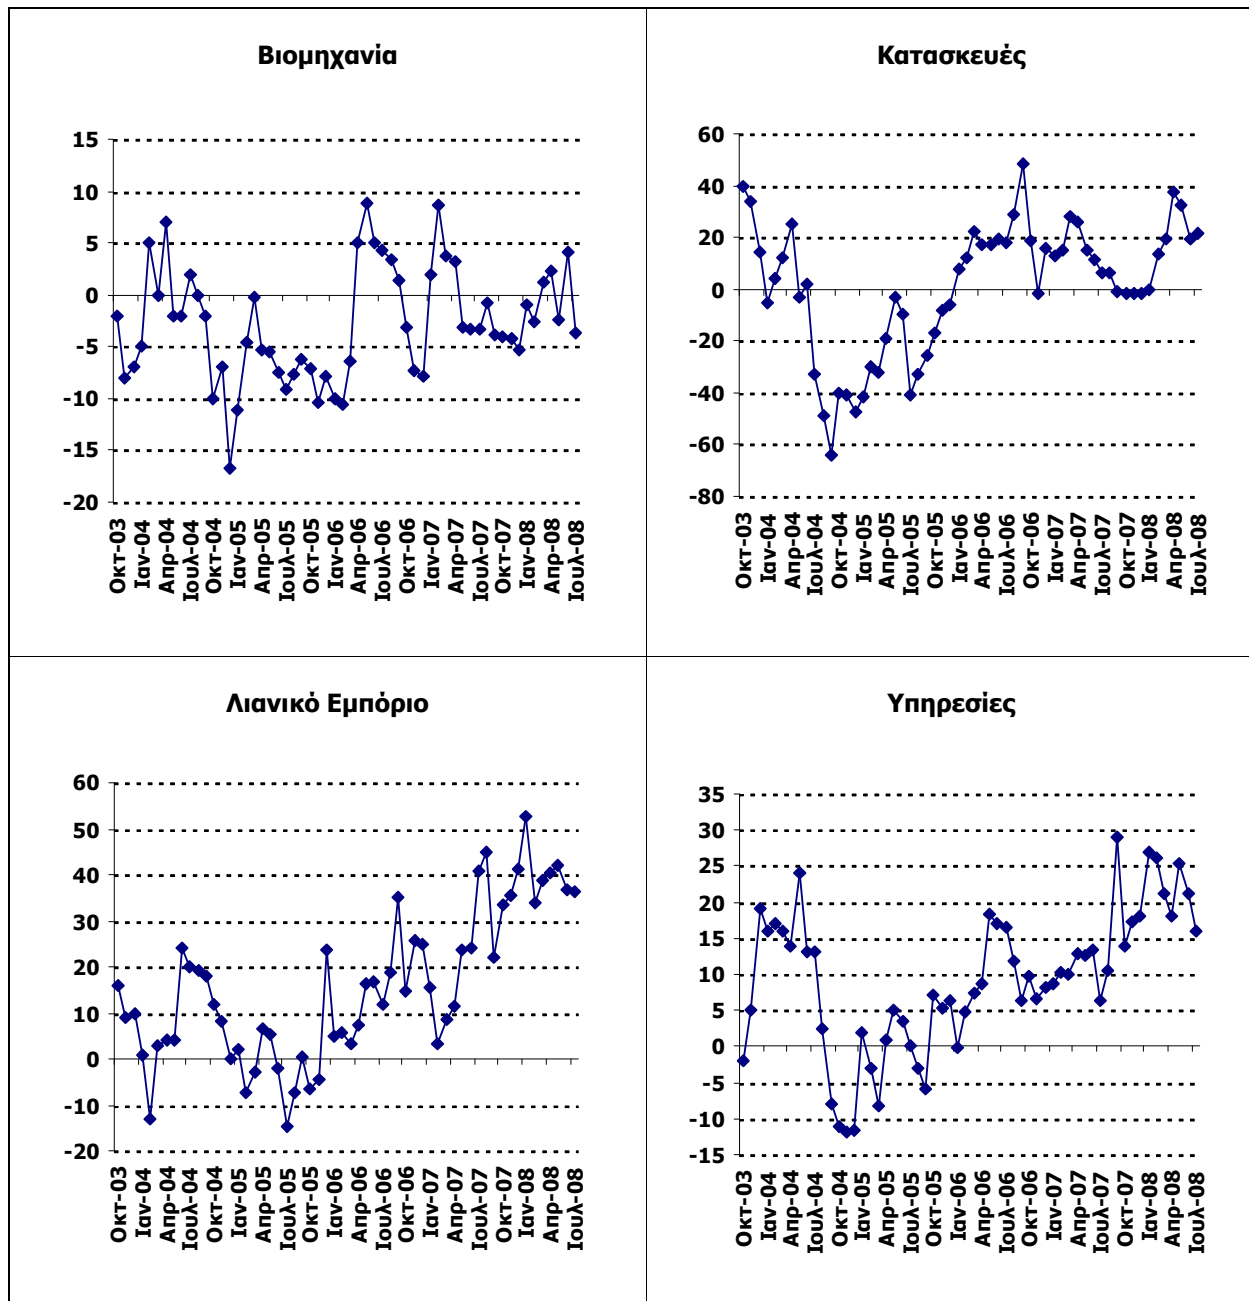 Βιομηχανία
15
10
5
0
-5
-10
-15
-20
Οκτ-03
Ιαν-04
Απρ-04
Ιουλ-04
Οκτ-04
Ιαν-05
Απρ-05
Ιουλ-05
Οκτ-05
Ιαν-06
Απρ-06
Ιουλ-06
Οκτ-06
Ιαν-07
Απρ-07
Ιουλ-07
Οκτ-07
Ιαν-08
Απρ-08
Ιουλ-08
Κατασκευές
60
40
20
0
-20
-40
-60
-80
Οκτ-03
Ιαν-04
Απρ-04
Ιουλ-04
Οκτ-04
Ιαν-05
Απρ-05
Ιουλ-05
Οκτ-05
Ιαν-06
Απρ-06
Ιουλ-06
Οκτ-06
Ιαν-07
Απρ-07
Ιουλ-07
Οκτ-07
Ιαν-08
Απρ-08
Ιουλ-08
Λιανικό Εμπόριο
60
50
40
30
20
10
0
-10
-20
Οκτ-03
Ιαν-04
Απρ-04
Ιουλ-04
Οκτ-04
Ιαν-05
Απρ-05
Ιουλ-05
Οκτ-05
Ιαν-06
Απρ-06
Ιουλ-06
Οκτ-06
Ιαν-07
Απρ-07
Ιουλ-07
Οκτ-07
Ιαν-08
Απρ-08
Ιουλ-08
Υπηρεσίες
35
30
25
20
15
10
5
0
-5
-10
-15
Οκτ-03
Ιαν-04
Απρ-04
Ιουλ-04
Οκτ-04
Ιαν-05
Απρ-05
Ιουλ-05
Οκτ-05
Ιαν-06
Απρ-06
Ιουλ-06
Οκτ-06
Ιαν-07
Απρ-07
Ιουλ-07
Οκτ-07
Ιαν-08
Απρ-08
Ιουλ-08